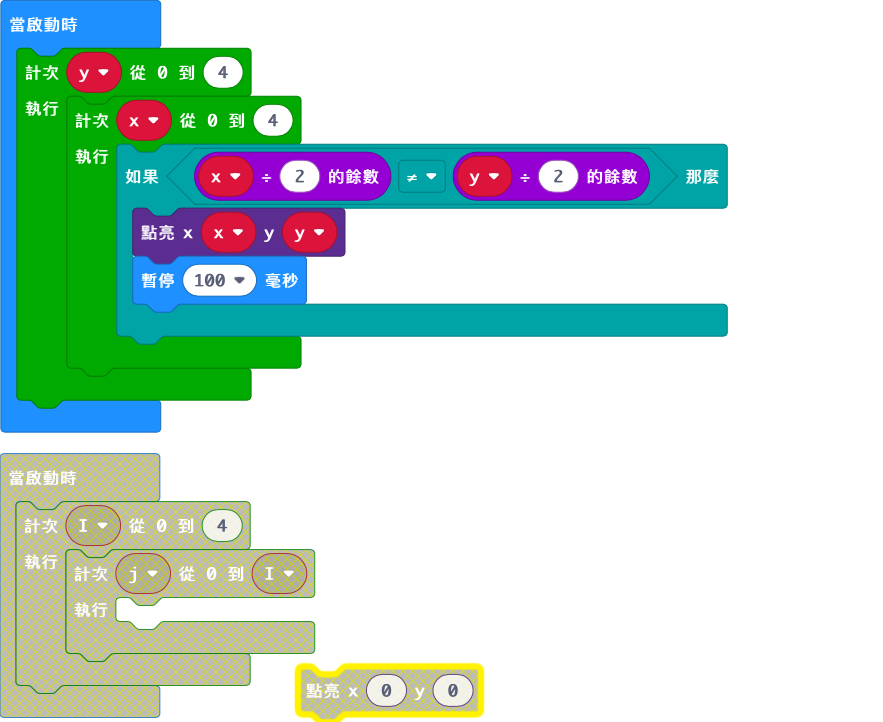 當啟動時
計次 y 從 0 到 4
執行
計次 x 從 0 到 4
執行
如果 x ÷ 2 的餘數 ≠ y ÷ 2 的餘數 那麼
點亮 x x y y
暫停 100 毫秒
當啟動時
計次 I 從 0 到 4
執行
計次 j 從 0 到 I
執行
點亮 x 0 y 0